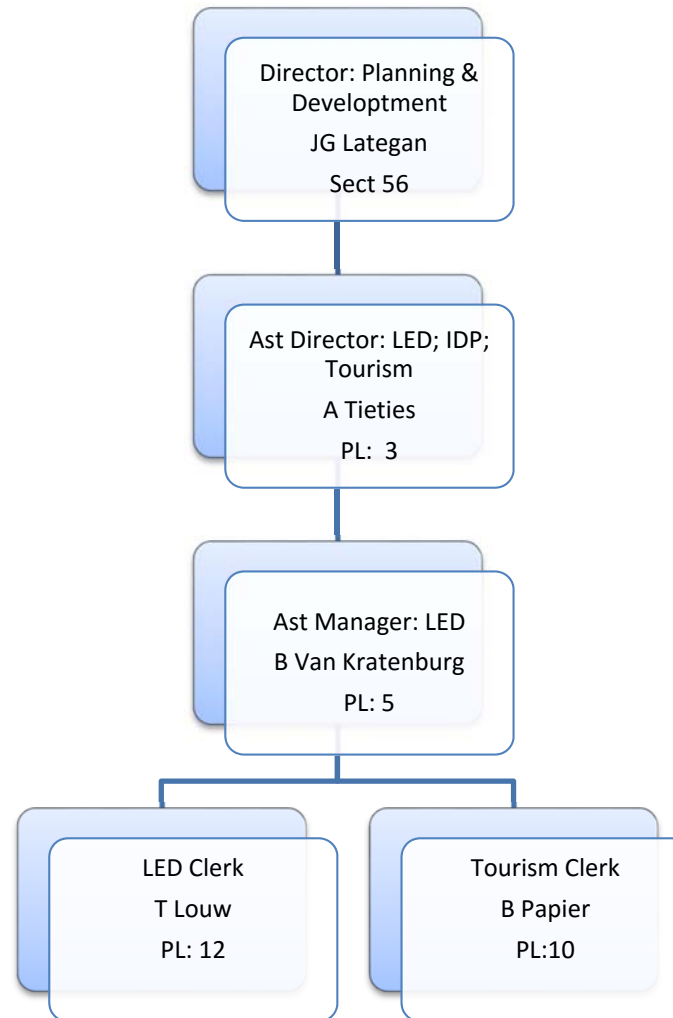 Director: Planning &
Developtment
JG Lategan
Sect 56
Ast Director: LED; IDP;
Tourism
A Tieties
PL:  3
Ast Manager: LED
B Van Kratenburg
PL: 5
LED Clerk
T Louw
PL: 12
Tourism Clerk
B Papier
PL:10